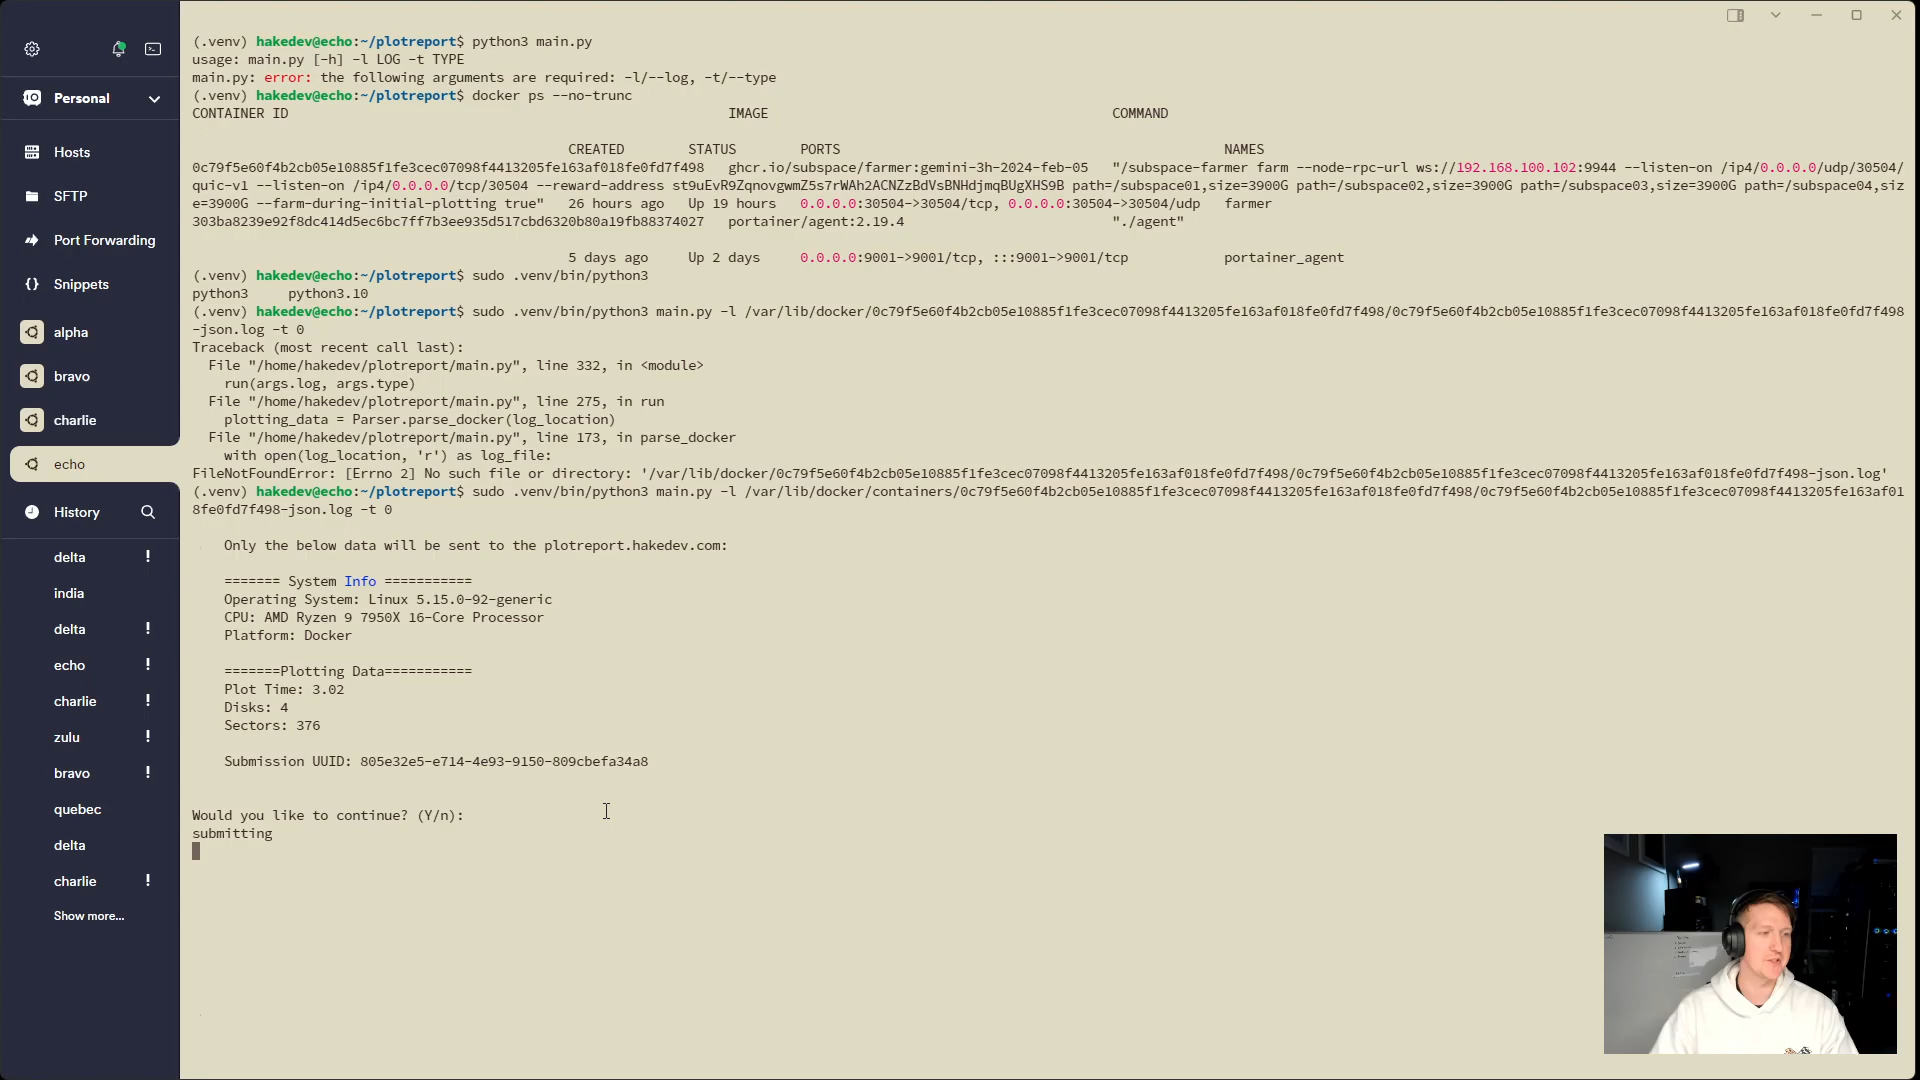 Personal
Hosts
SFTP
Port Forwarding
Snippets
alpha
bravo
charlie
echo
History
delta !
india
delta !
echo !
charlie !
zulu !
bravo !
quebec
delta
charlie !
Show more...
(.venv) hakedev@echo:~/plotreport$ python3 main.py
usage: main.py [-h] -l LOG -t TYPE
main.py: error: the following arguments are required: -l/--log, -t/--type
(.venv) hakedev@echo:~/plotreport$ docker ps --no-trunc
CONTAINER ID IMAGE COMMAND
CREATED STATUS PORTS NAMES
0c79f5e60f4b2cb05e10885f1fe3cec07098f4413205fe163af018fe0fd7f498 ghcr.io/subspace/farmer:gemini-3h-2024-feb-05 "/subspace-farmer farm --node-rpc-url ws://192.168.100.102:9944 --listen-on /ip4/0.0.0.0/udp/30504/
quic-v1 --listen-on /ip4/0.0.0.0/tcp/30504 --reward-address st9uEvR9ZqnovgwmZ5s7rWAh2ACNZzBdVsBNHdjmqBUgXHS9B path=/subspace01,size=3900G path=/subspace02,size=3900G path=/subspace03,size=3900G path=/subspace04,siz
e=3900G --farm-during-initial-plotting true" 26 hours ago Up 19 hours 0.0.0.0:30504->30504/tcp, 0.0.0.0:30504->30504/udp farmer
303ba8239e92f8dc414d5ec6bc7ff7b3ee935d517cbd6320b80a19fb88374027 portainer/agent:2.19.4 "./agent"
5 days ago Up 2 days 0.0.0.0:9001->9001/tcp, :::9001->9001/tcp portainer_agent
(.venv) hakedev@echo:~/plotreport$ sudo .venv/bin/python3
python3 python3.10
(.venv) hakedev@echo:~/plotreport$ sudo .venv/bin/python3 main.py -l /var/lib/docker/0c79f5e60f4b2cb05e10885f1fe3cec07098f4413205fe163af018fe0fd7f498/0c79f5e60f4b2cb05e10885f1fe3cec07098f4413205fe163af018fe0fd7f498
-json.log -t 0
Traceback (most recent call last):
File "/home/hakedev/plotreport/main.py", line 332, in <module>
run(args.log, args.type)
File "/home/hakedev/plotreport/main.py", line 275, in run
plotting_data = Parser.parse_docker(log_location)
File "/home/hakedev/plotreport/main.py", line 173, in parse_docker
with open(log_location, 'r') as log_file:
FileNotFoundError: [Errno 2] No such file or directory: '/var/lib/docker/0c79f5e60f4b2cb05e10885f1fe3cec07098f4413205fe163af018fe0fd7f498/0c79f5e60f4b2cb05e10885f1fe3cec07098f4413205fe163af018fe0fd7f498-json.log'
(.venv) hakedev@echo:~/plotreport$ sudo .venv/bin/python3 main.py -l /var/lib/docker/containers/0c79f5e60f4b2cb05e10885f1fe3cec07098f4413205fe163af018fe0fd7f498/0c79f5e60f4b2cb05e10885f1fe3cec07098f4413205fe163af01
8fe0fd7f498-json.log -t 0
Only the below data will be sent to the plotreport.hakedev.com:
======= System Info ===========
Operating System: Linux 5.15.0-92-generic
CPU: AMD Ryzen 9 7950X 16-Core Processor
Platform: Docker
=======Plotting Data===========
Plot Time: 3.02
Disks: 4
Sectors: 376
Submission UUID: 805e32e5-e714-4e93-9150-809cbefa34a8
Would you like to continue? (Y/n):
submitting